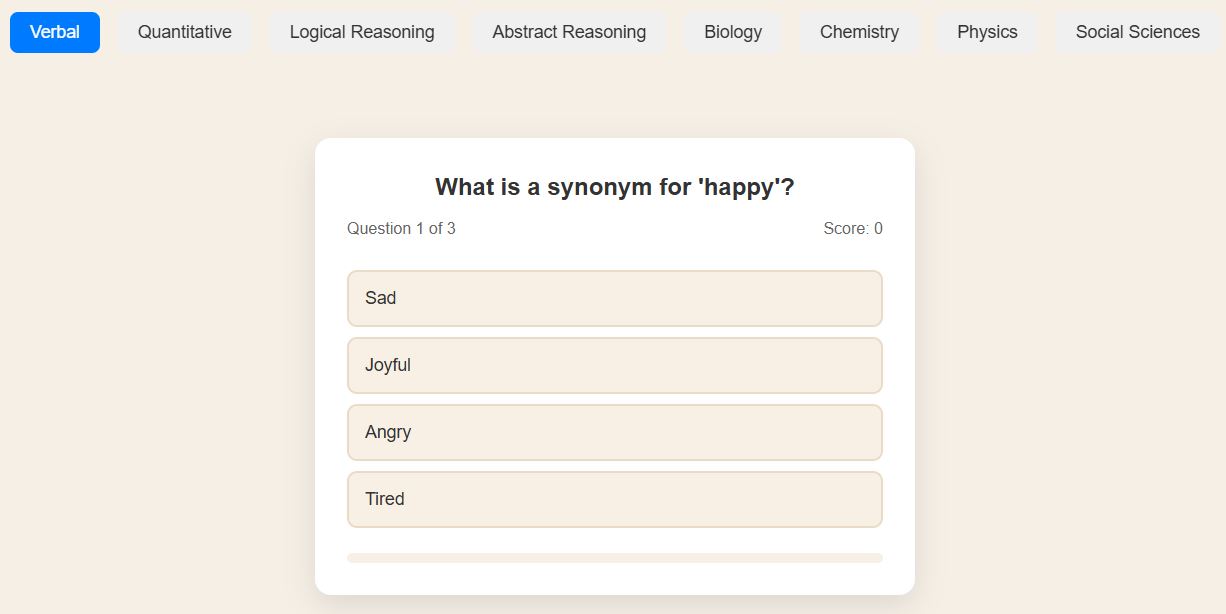 Verbal Quantitative Logical Reasoning Abstract Reasoning Biology Chemistry Physics Social Sciences
What is a synonym for 'happy'?
Question 1 of 3 Score: 0
Sad
Joyful
Angry
Tired